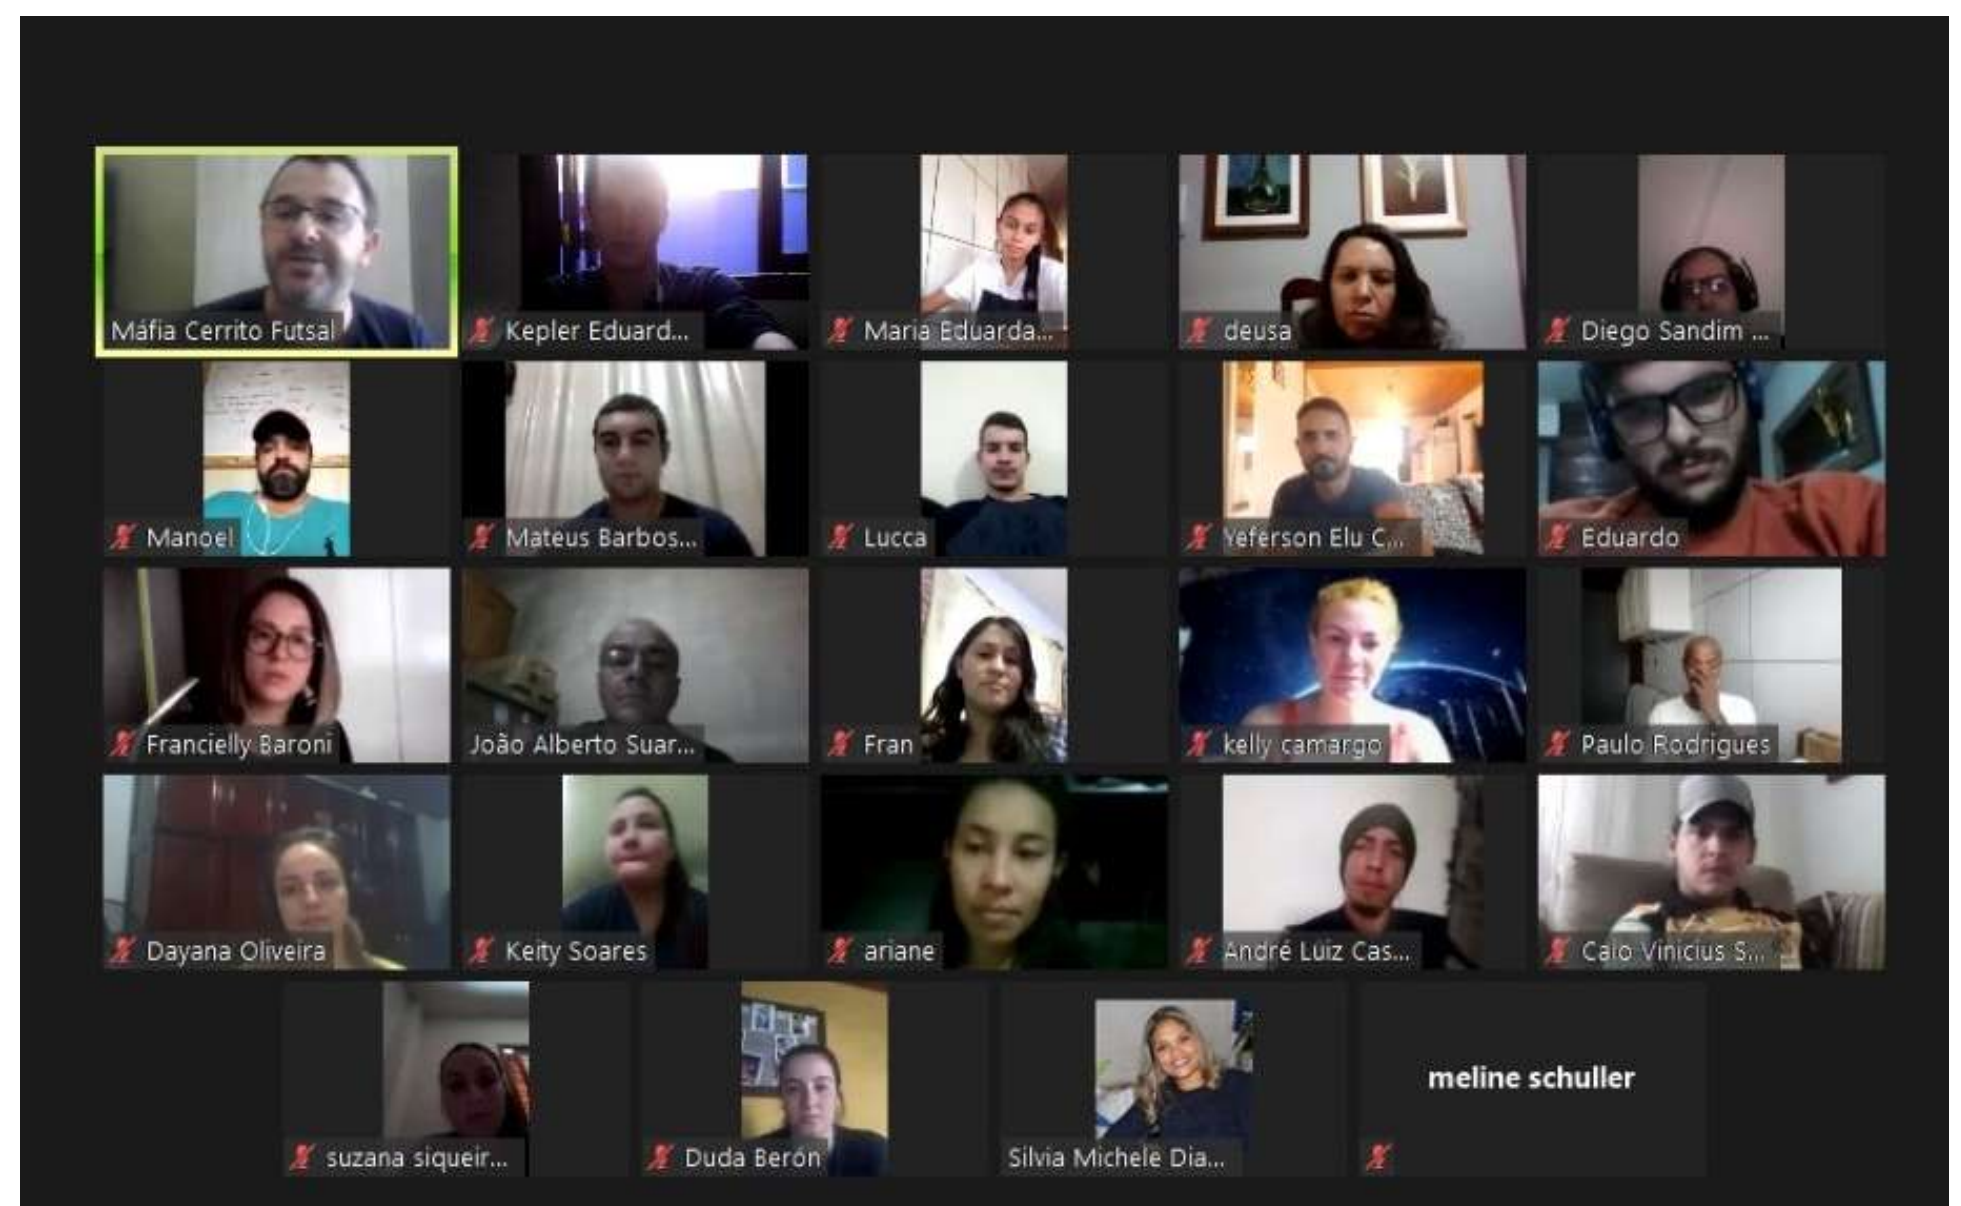 Máfia Cerrito Futsal
Kepler Eduard...
Maria Eduarda...
deusa
Diego Sandim ...
Manoel
Mateus Barbos...
Lucca
Yeferson Elu C...
Eduardo
Francielly Baroni
João Alberto Suar...
Fran
kelly camargo
Paulo Rodrigues
Dayana Oliveira
Keity Soares
ariane
André Luiz Cas...
Caio Vinicius S...
suzana siqueir...
Duda Berón
Silvia Michele Dia...
meline schuller